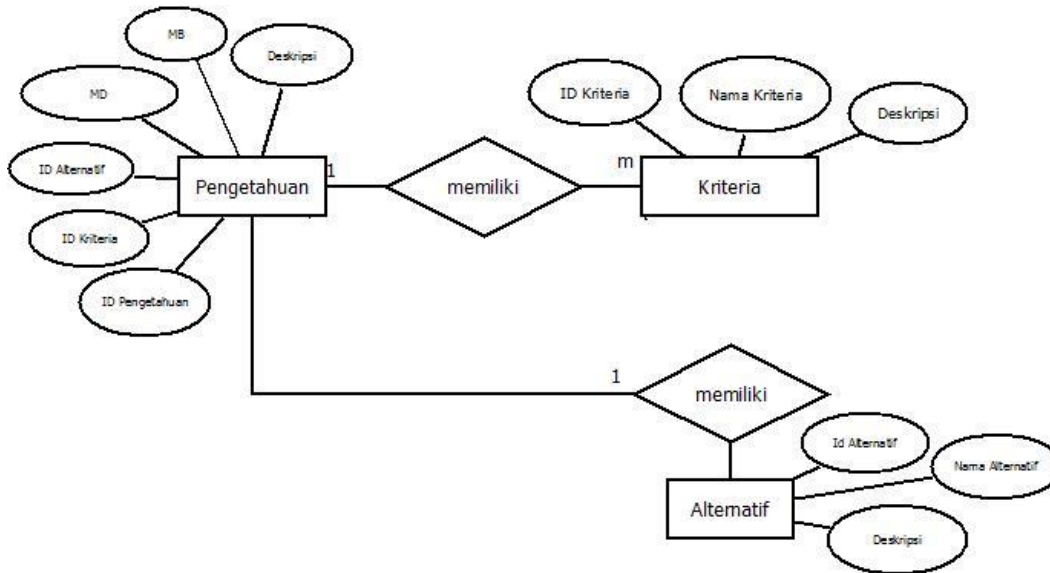 MB
Deskripsi
MD
ID Alternatif
ID Kriteria
ID Pengetahuan
Pengetahuan
1
memiliki
m
Kriteria
ID Kriteria
Nama Kriteria
Deskripsi
1
memiliki
Alternatif
Id Alternatif
Nama Alternatif
Deskripsi